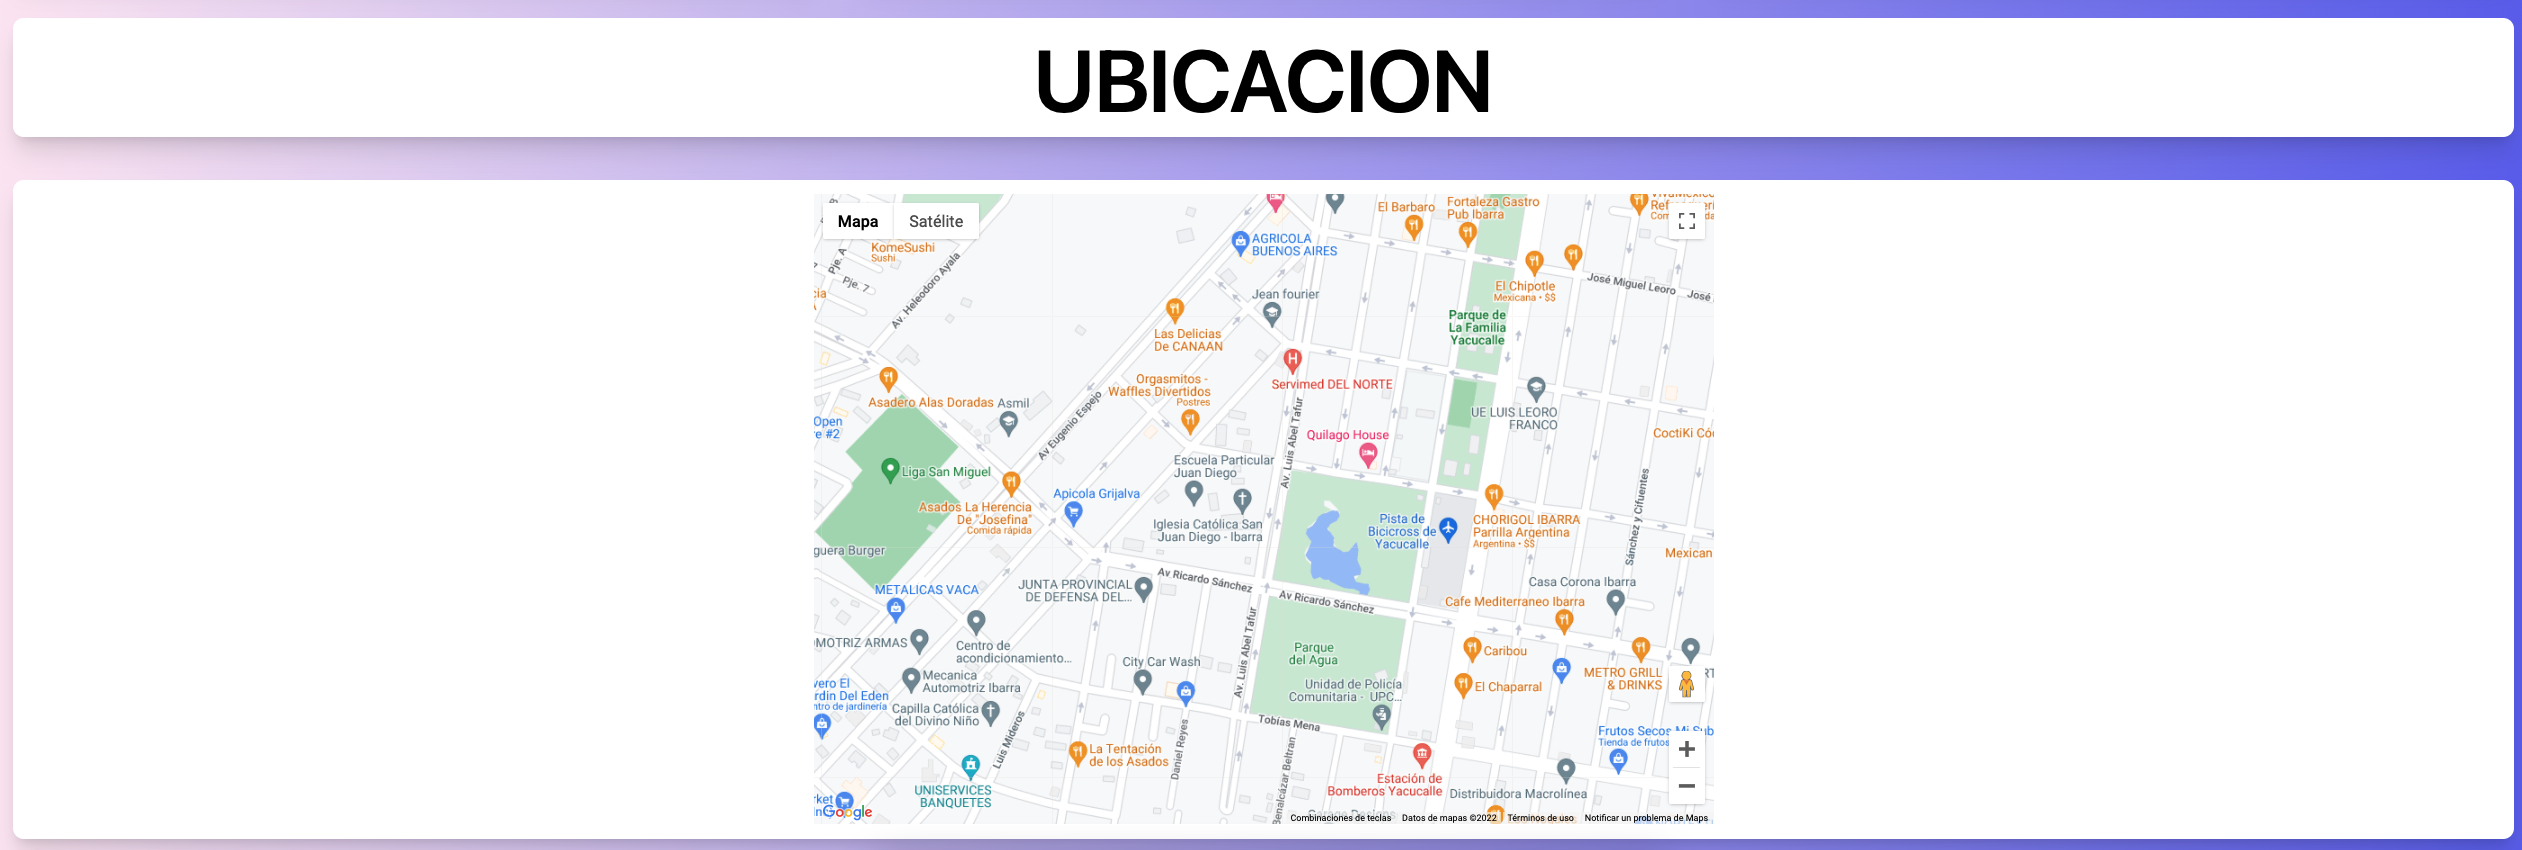 UBICACION
Mapa
Satélite
KomeSushi
Sushi
Pje. A
Pje. 7
Av. Heleodoro Ayala
AGRICOLA
BUENOS AIRES
El Barbaro
Fortaleza Gastro
Pub Ibarra
El Chipotle
Mexicana • $$
José Miguel Leoro
José
Jean fourier
Las Delicias
De CANAAN
Parque de
La Familia
Yacucalle
Servimed DEL NORTE
Orgasmitos -
Waffles Divertidos
Postres
Asadero Alas Doradas
Asmil
Av Eugenio Espejo
Av. Luis Abel Tafur
UE LUIS LEORO
FRANCO
Open
#2
Quilago House
CoctiKi
Liga San Miguel
Escuela Particular
Juan Diego
Apicola Grijalva
Asados La Herencia
De "Josefina"
Comida rápida
Iglesia Católica San
Juan Diego - Ibarra
Pista de
Bicicross de
Yacucalle
CHORIGOL IBARRA
Parrilla Argentina
Argentina • $$
Sánchez y Cifuentes
Mexican
guera Burger
METALICAS VACA
JUNTA PROVINCIAL
DE DEFENSA DEL...
Av Ricardo Sánchez
Av Ricardo Sánchez
Casa Corona Ibarra
Cafe Mediterraneo Ibarra
OMOTRIZ ARMAS
Centro de
acondicionamiento...
Av. Luis Abel Tafur
Parque
del Agua
Caribou
City Car Wash
Mecanica
Automotriz Ibarra
METRO GRILL
& DRINKS
RT
Unidad de Policía
Comunitaria - UPC...
El Chaparral
vero El
rdin Del Eden
ntro de jardinería
Capilla Católica
del Divino Niño
Luis Mideros
Tobías Mena
La Tentación
de los Asados
Daniel Reyes
Benalcázar Beltran
Frutos Secos Mi Sub
Tienda de frutos
Estación de
Bomberos Yacucalle
UNISERVICES
BANQUETES
Distribuidora Macrolínea
rket
Google
Combinaciones de teclas
Datos de mapas ©2022
Términos de uso
Notificar un problema de Maps